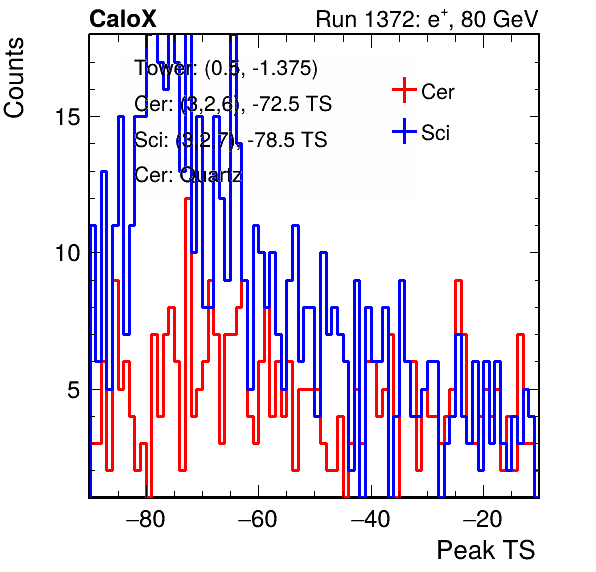 CaloX
Run 1372: e+, 80 GeV
Counts
Tower: (0.5, -1.375)
Cer: (3,2,6), -72.5 TS
Sci: (3,2,7), -78.5 TS
Cer: Quartz
Cer
Sci
15
10
5
−80
−60
−40
−20
Peak TS